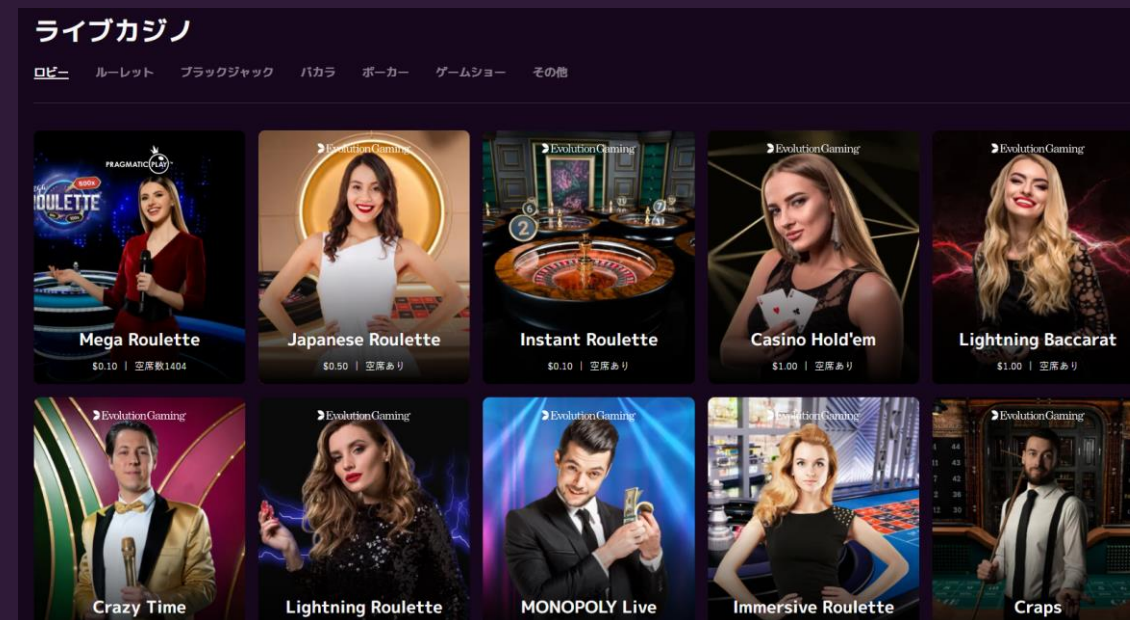 ライブカジノ
ロビー ルーレット ブラックジャック バカラ ポーカー ゲームショー その他
PRAGMATIC PLAY
500x
ROULETTE
Mega Roulette
$0.10 | 空席数1404
Evolution Gaming
Japanese Roulette
$0.50 | 空席あり
Evolution Gaming
Instant Roulette
$0.10 | 空席あり
Evolution Gaming
Casino Hold'em
$1.00 | 空席あり
Evolution Gaming
Lightning Baccarat
$1.00 | 空席あり
Evolution Gaming
Crazy Time
Evolution Gaming
Lightning Roulette
Evolution Gaming
MONOPOLY Live
Evolution Gaming
Immersive Roulette
Evolution Gaming
Craps